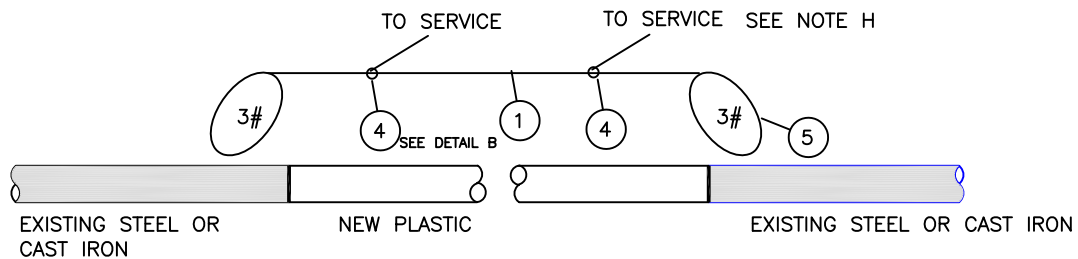 TO SERVICE
TO SERVICE SEE NOTE H
3#
4
SEE DETAIL B
1
4
3#
5
EXISTING STEEL OR
CAST IRON
NEW PLASTIC
EXISTING STEEL OR CAST IRON